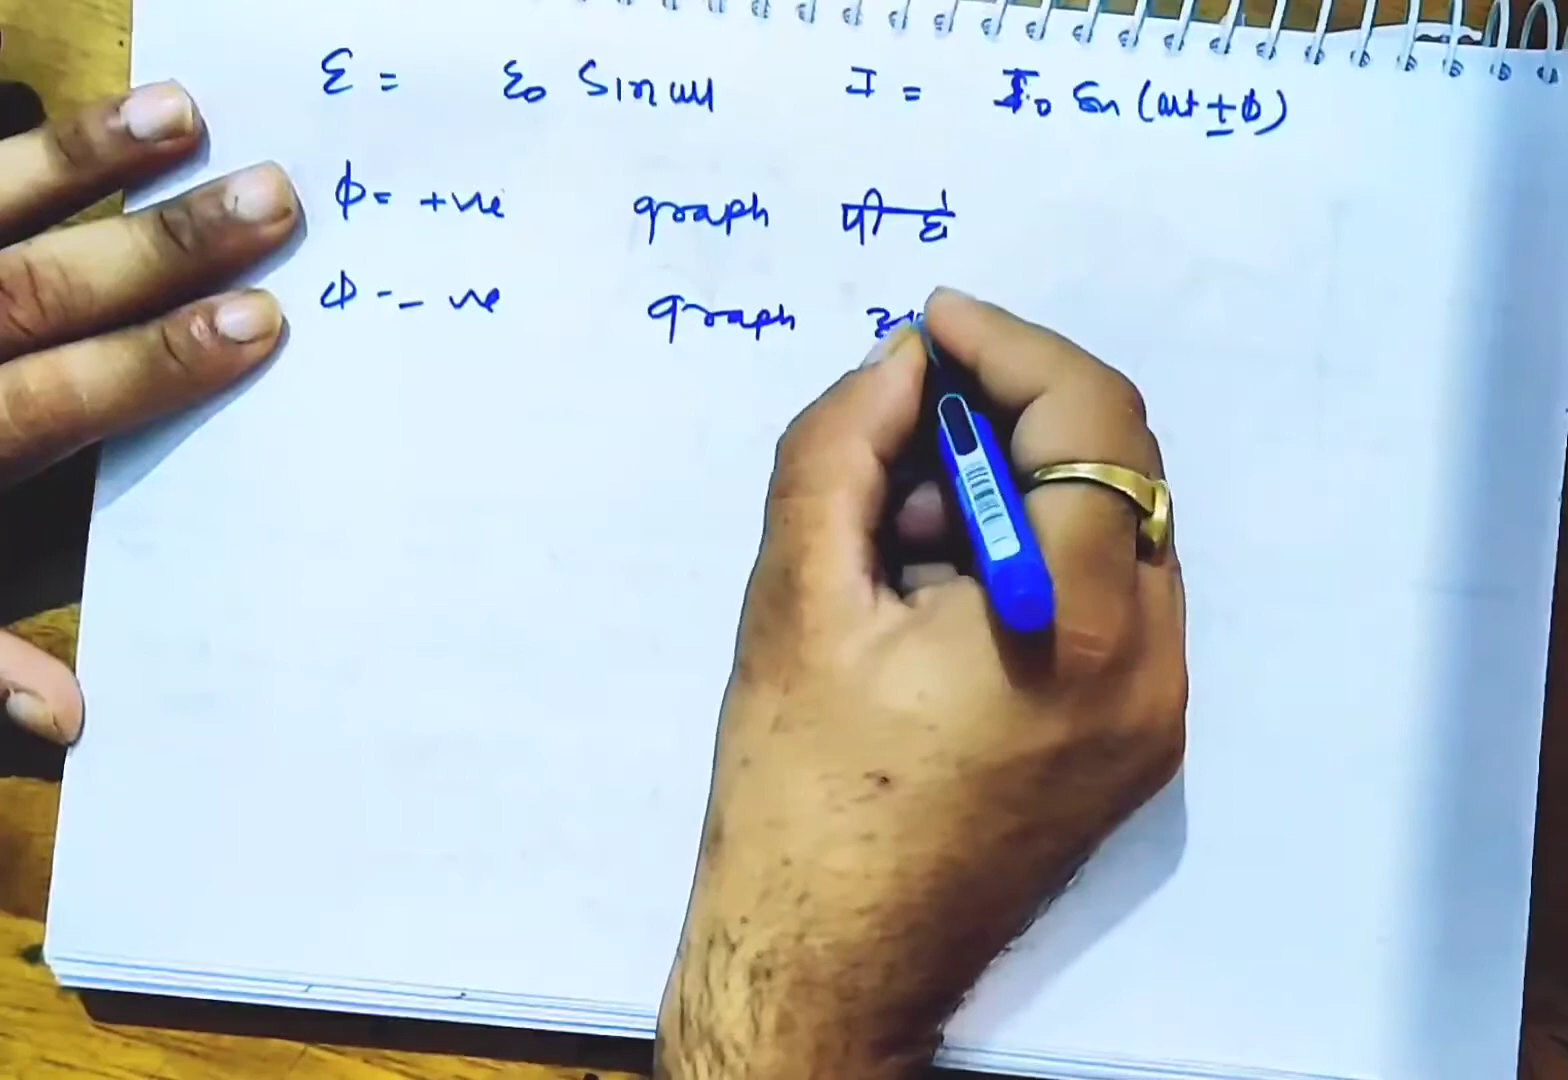 ε = ε₀ Sin ωt I = I₀ Sin (ωt ± ϕ)
ϕ = +ve graph पीछे
ϕ - - ve graph